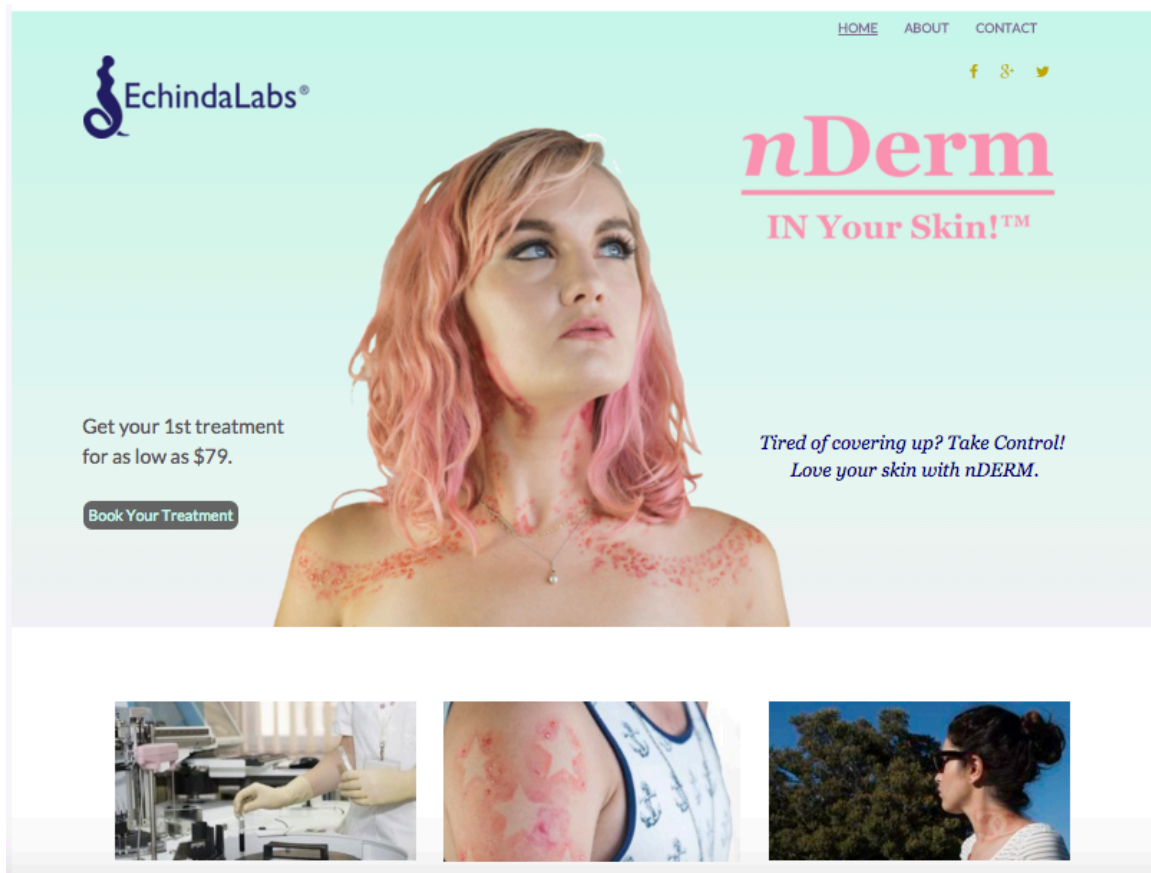 HOME ABOUT CONTACT
EchindaLabs®
nDerm
IN Your Skin!™
Get your 1st treatment
for as low as $79.
Book Your Treatment
Tired of covering up? Take Control!
Love your skin with nDERM.